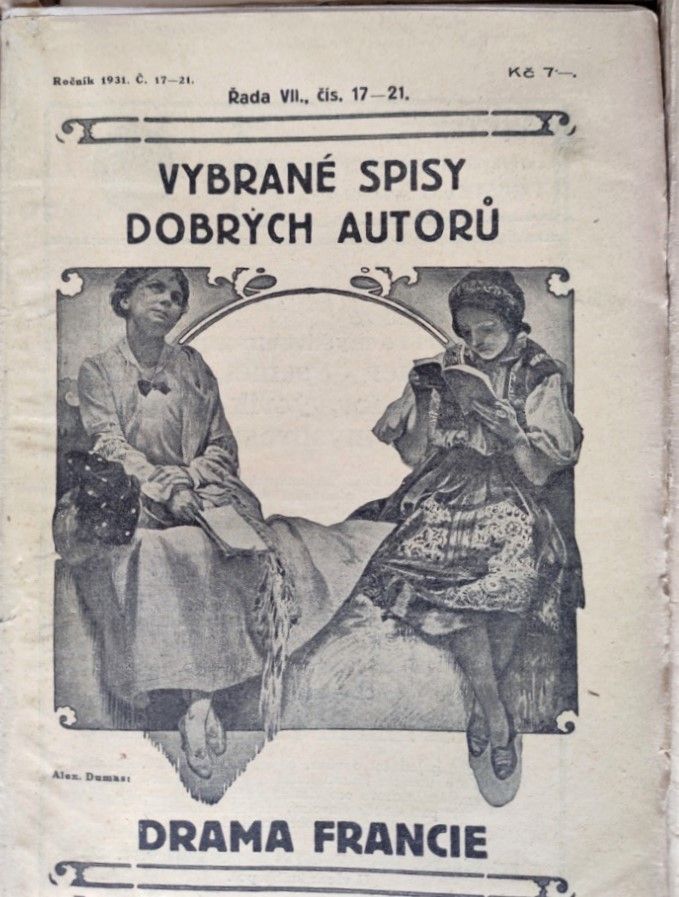 Ročník 1931. Č. 17—21.
Kč 7·—.
Řada VII., čís. 17—21.
VYBRANÉ SPISY
DOBRÝCH AUTORŮ
Alex. Dumas:
DRAMA FRANCIE